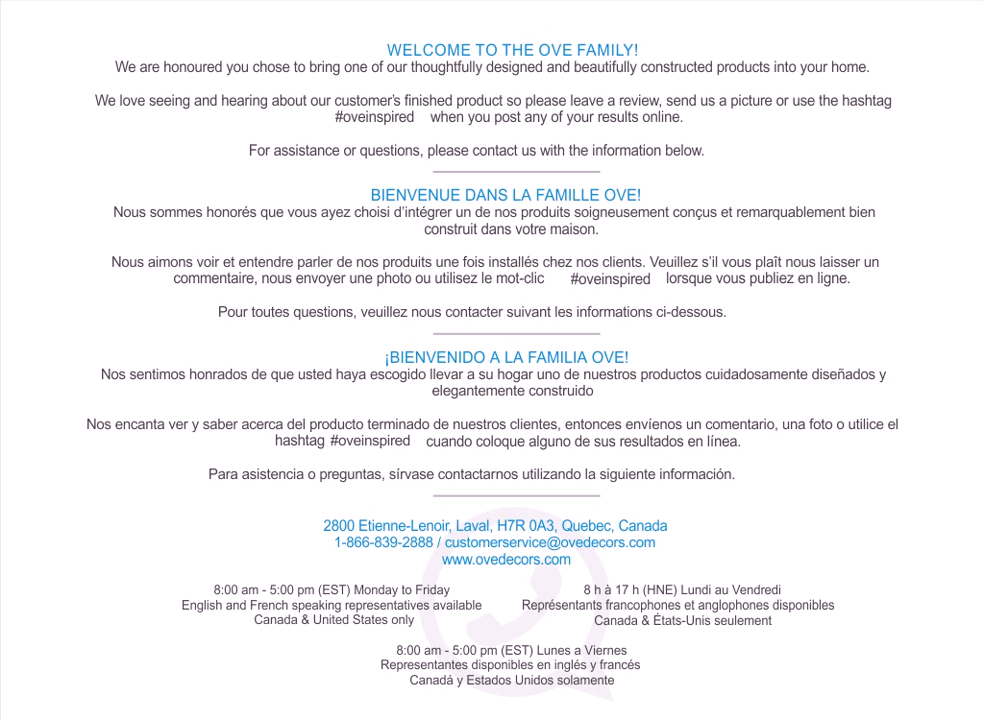 WELCOME TO THE OVE FAMILY!
We are honoured you chose to bring one of our thoughtfully designed and beautifully constructed products into your home.
We love seeing and hearing about our customer's finished product so please leave a review, send us a picture or use the hashtag
#oveinspired when you post any of your results online.
For assistance or questions, please contact us with the information below.
BIENVENUE DANS LA FAMILLE OVE!
Nous sommes honorés que vous ayez choisi d'intégrer un de nos produits soigneusement conçus et remarquablement bien
construit dans votre maison.
Nous aimons voir et entendre parler de nos produits une fois installés chez nos clients. Veuillez s'il vous plaît nous laisser un
commentaire, nous envoyer une photo ou utilisez le mot-clic #oveinspired lorsque vous publiez en ligne.
Pour toutes questions, veuillez nous contacter suivant les informations ci-dessous.
¡BIENVENIDO A LA FAMILIA OVE!
Nos sentimos honrados de que usted haya escogido llevar a su hogar uno de nuestros productos cuidadosamente diseñados y
elegantemente construido
Nos encanta ver y saber acerca del producto terminado de nuestros clientes, entonces envíenos un comentario, una foto o utilice el
hashtag #oveinspired cuando coloque alguno de sus resultados en línea.
Para asistencia o preguntas, sírvase contactarnos utilizando la siguiente información.
2800 Etienne-Lenoir, Laval, H7R 0A3, Quebec, Canada
1-866-839-2888 / customerservice@ovedecors.com
www.ovedecors.com
8:00 am - 5:00 pm (EST) Monday to Friday
English and French speaking representatives available
Canada & United States only
8 h à 17 h (HNE) Lundi au Vendredi
Représentants francophones et anglophones disponibles
Canada & États-Unis seulement
8:00 am - 5:00 pm (EST) Lunes a Viernes
Representantes disponibles en inglés y francés
Canadá y Estados Unidos solamente